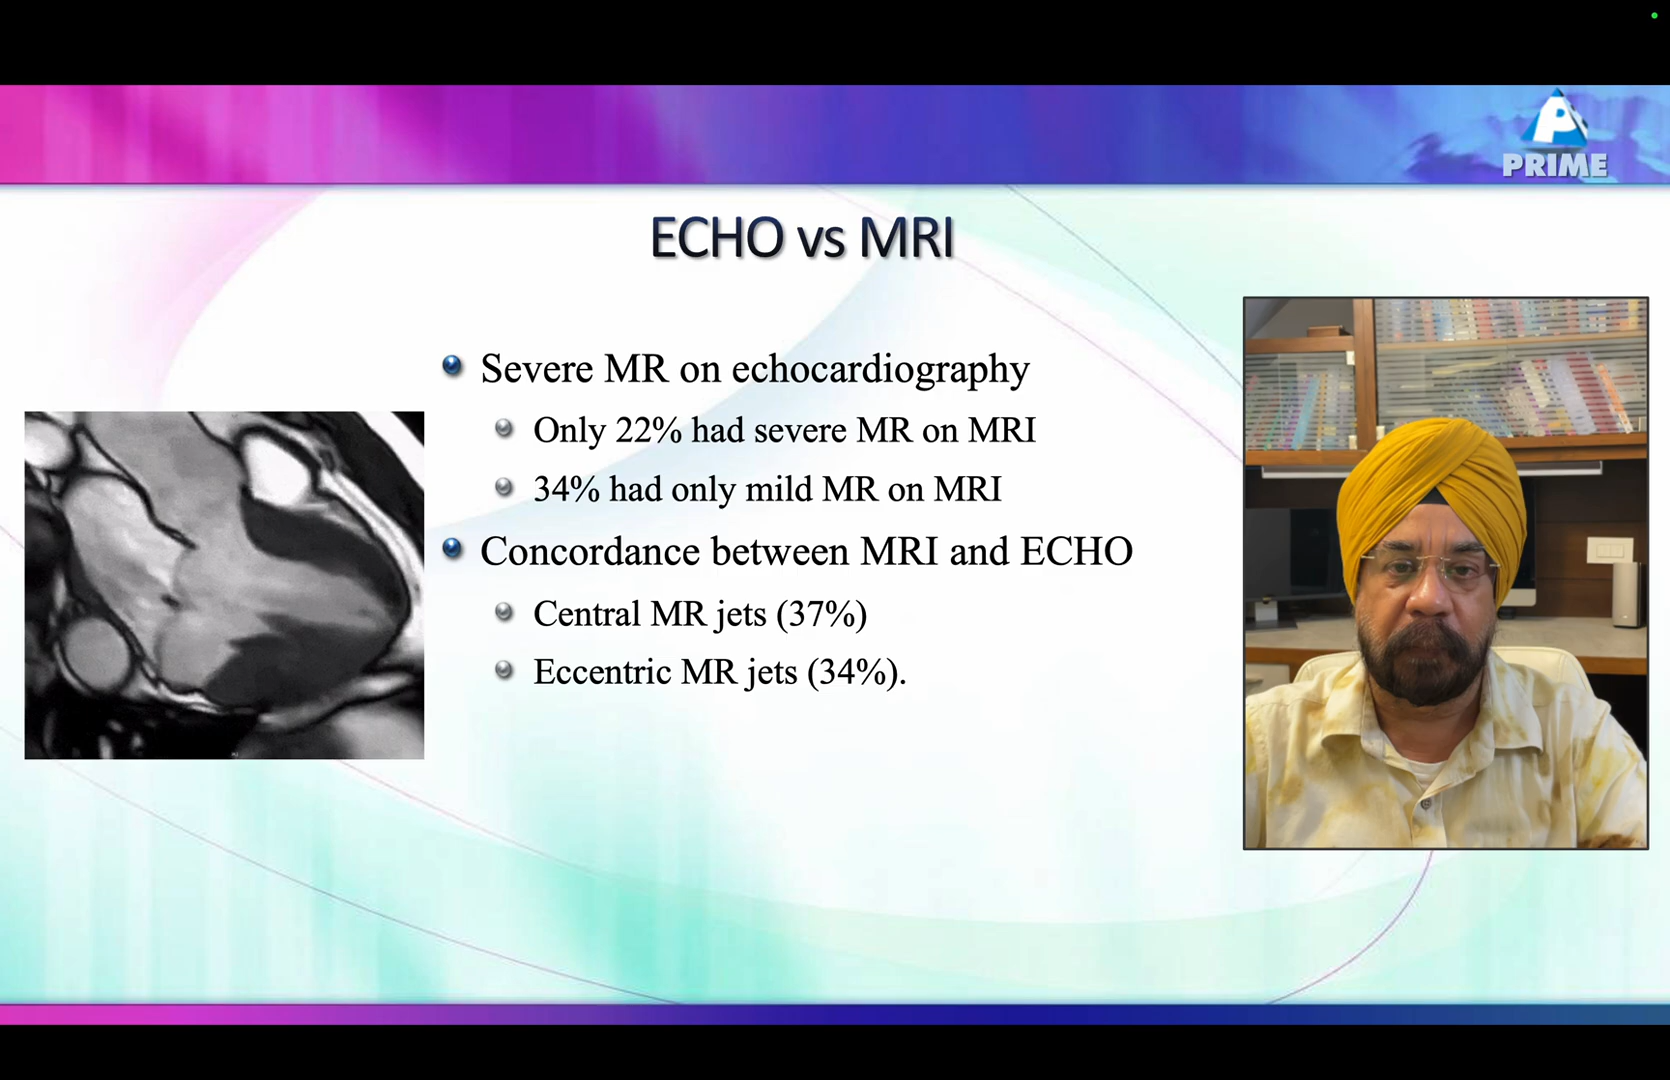 PRIME
ECHO vs MRI
Severe MR on echocardiography
Only 22% had severe MR on MRI
34% had only mild MR on MRI
Concordance between MRI and ECHO
Central MR jets (37%)
Eccentric MR jets (34%).